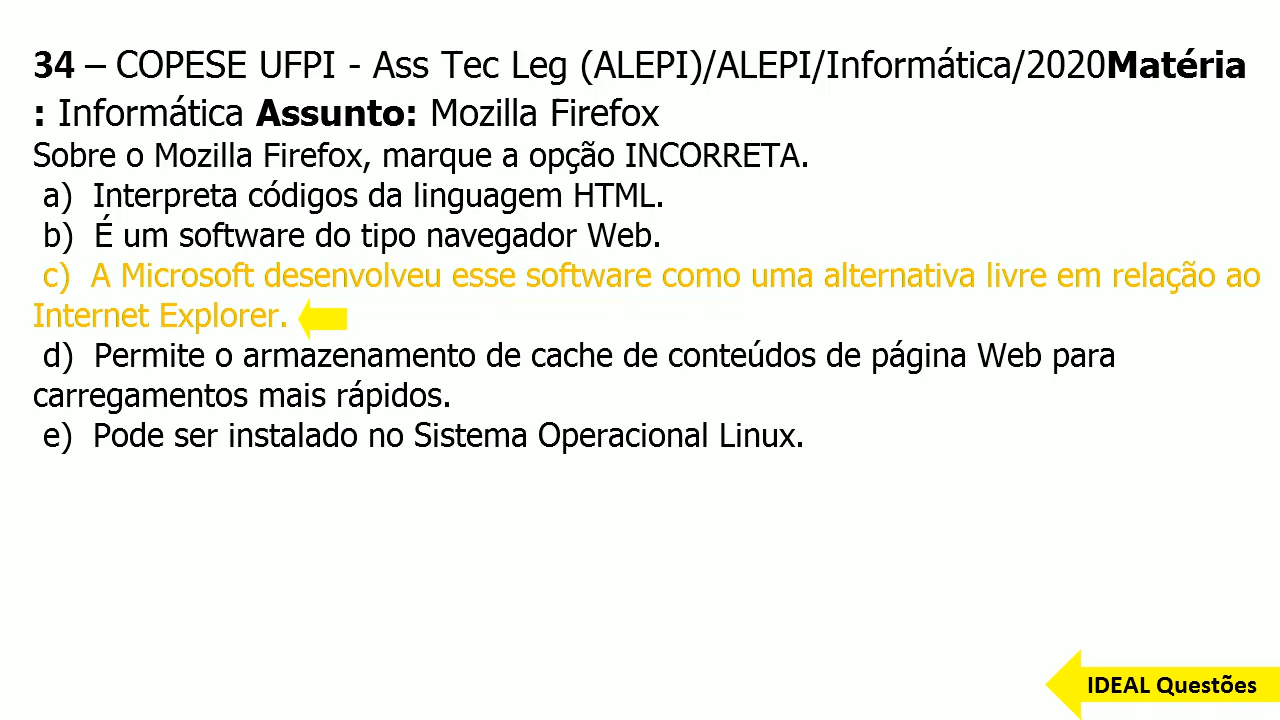 34 – COPESE UFPI - Ass Tec Leg (ALEPI)/ALEPI/Informática/2020Matéria
: Informática Assunto: Mozilla Firefox
Sobre o Mozilla Firefox, marque a opção INCORRETA.
a) Interpreta códigos da linguagem HTML.
b) É um software do tipo navegador Web.
c) A Microsoft desenvolveu esse software como uma alternativa livre em relação ao
Internet Explorer.
d) Permite o armazenamento de cache de conteúdos de página Web para
carregamentos mais rápidos.
e) Pode ser instalado no Sistema Operacional Linux.
IDEAL Questões